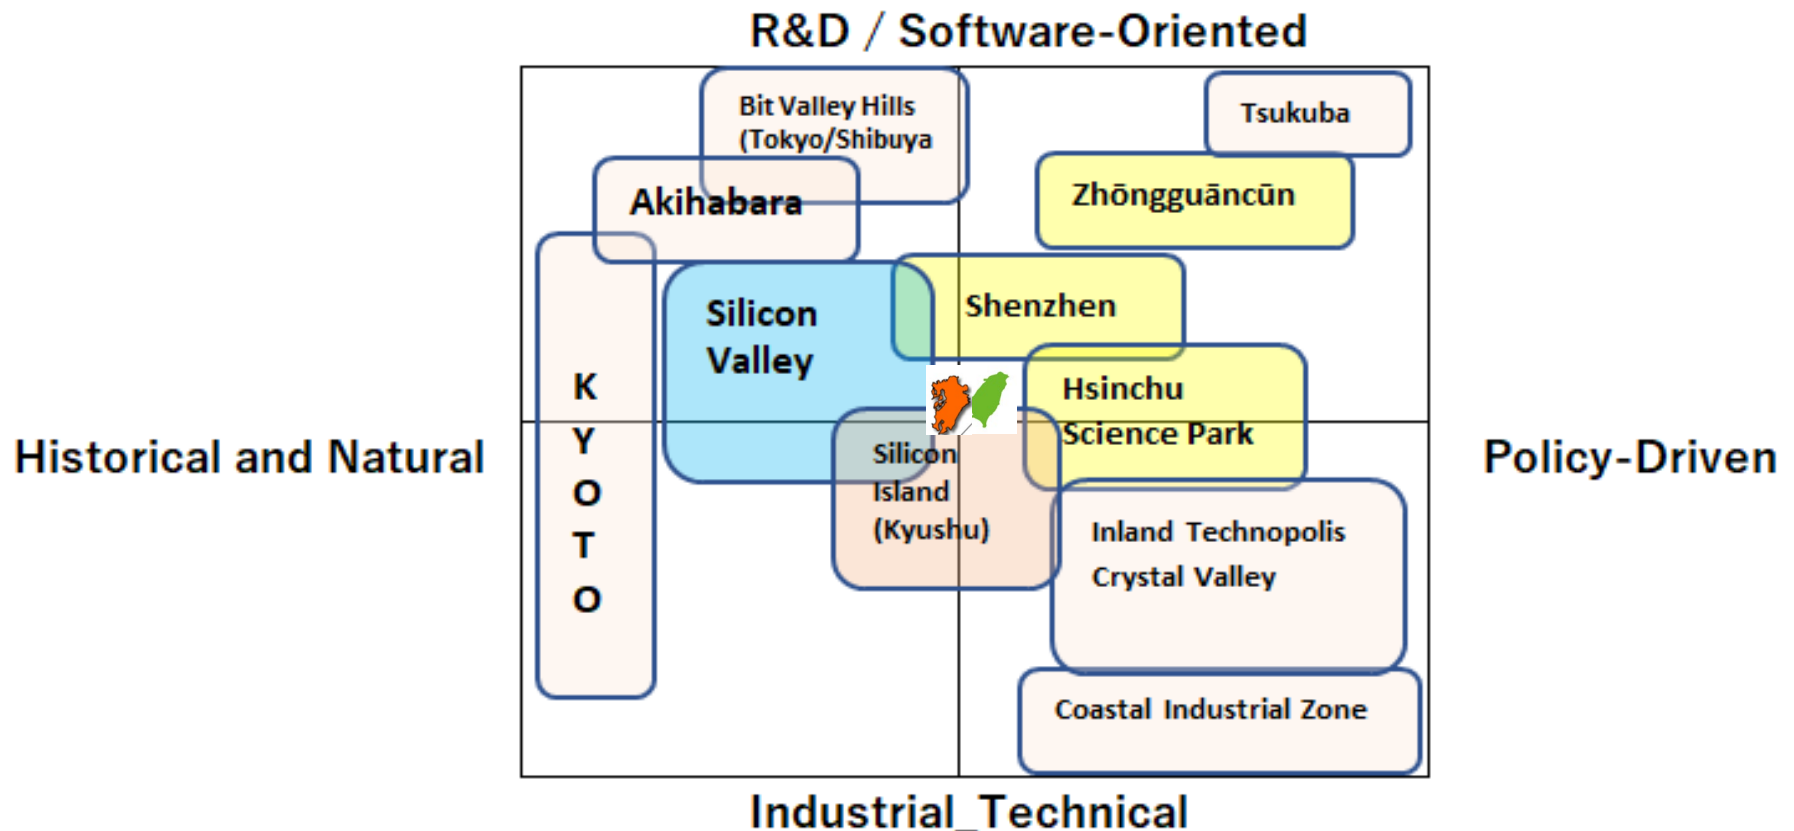 R&D / Software-Oriented
Bit Valley Hills
(Tokyo/Shibuya
Tsukuba
Akihabara
Zhōngguāncūn
Silicon
Valley
Shenzhen
K
Y
O
T
O
Hsinchu
Science Park
Historical and Natural
Policy-Driven
Silicon
Island
(Kyushu)
Inland Technopolis
Crystal Valley
Coastal Industrial Zone
Industrial_Technical